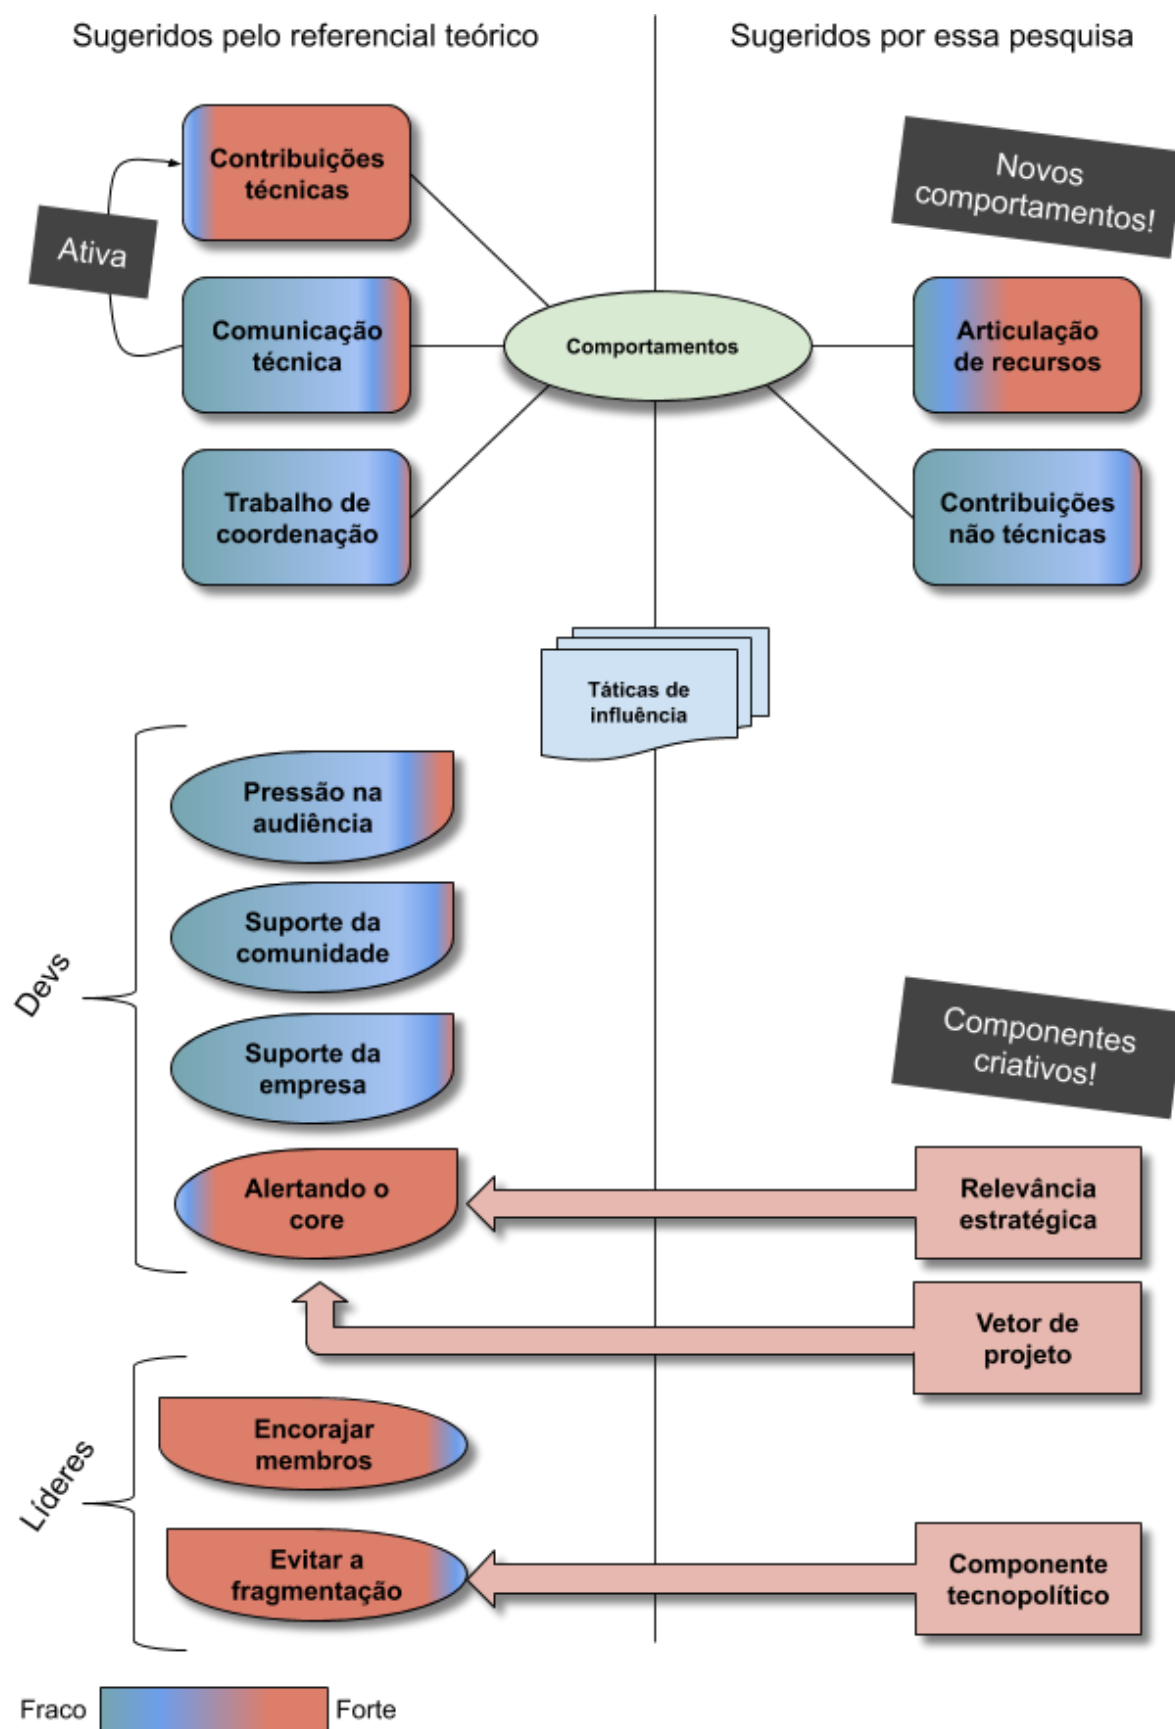 Sugeridos pelo referencial teórico
Sugeridos por essa pesquisa
Contribuições
técnicas
Novos
comportamentos!
Ativa
Comunicação
técnica
Comportamentos
Articulação
de recursos
Trabalho de
coordenação
Contribuições
não técnicas
Táticas de
influência
Devs
Pressão na
audiência
Suporte da
comunidade
Suporte da
empresa
Componentes
criativos!
Alertando o
core
Relevância
estratégica
Vetor de
projeto
Líderes
Encorajar
membros
Evitar a
fragmentação
Componente
tecnopolítico
Fraco
Forte